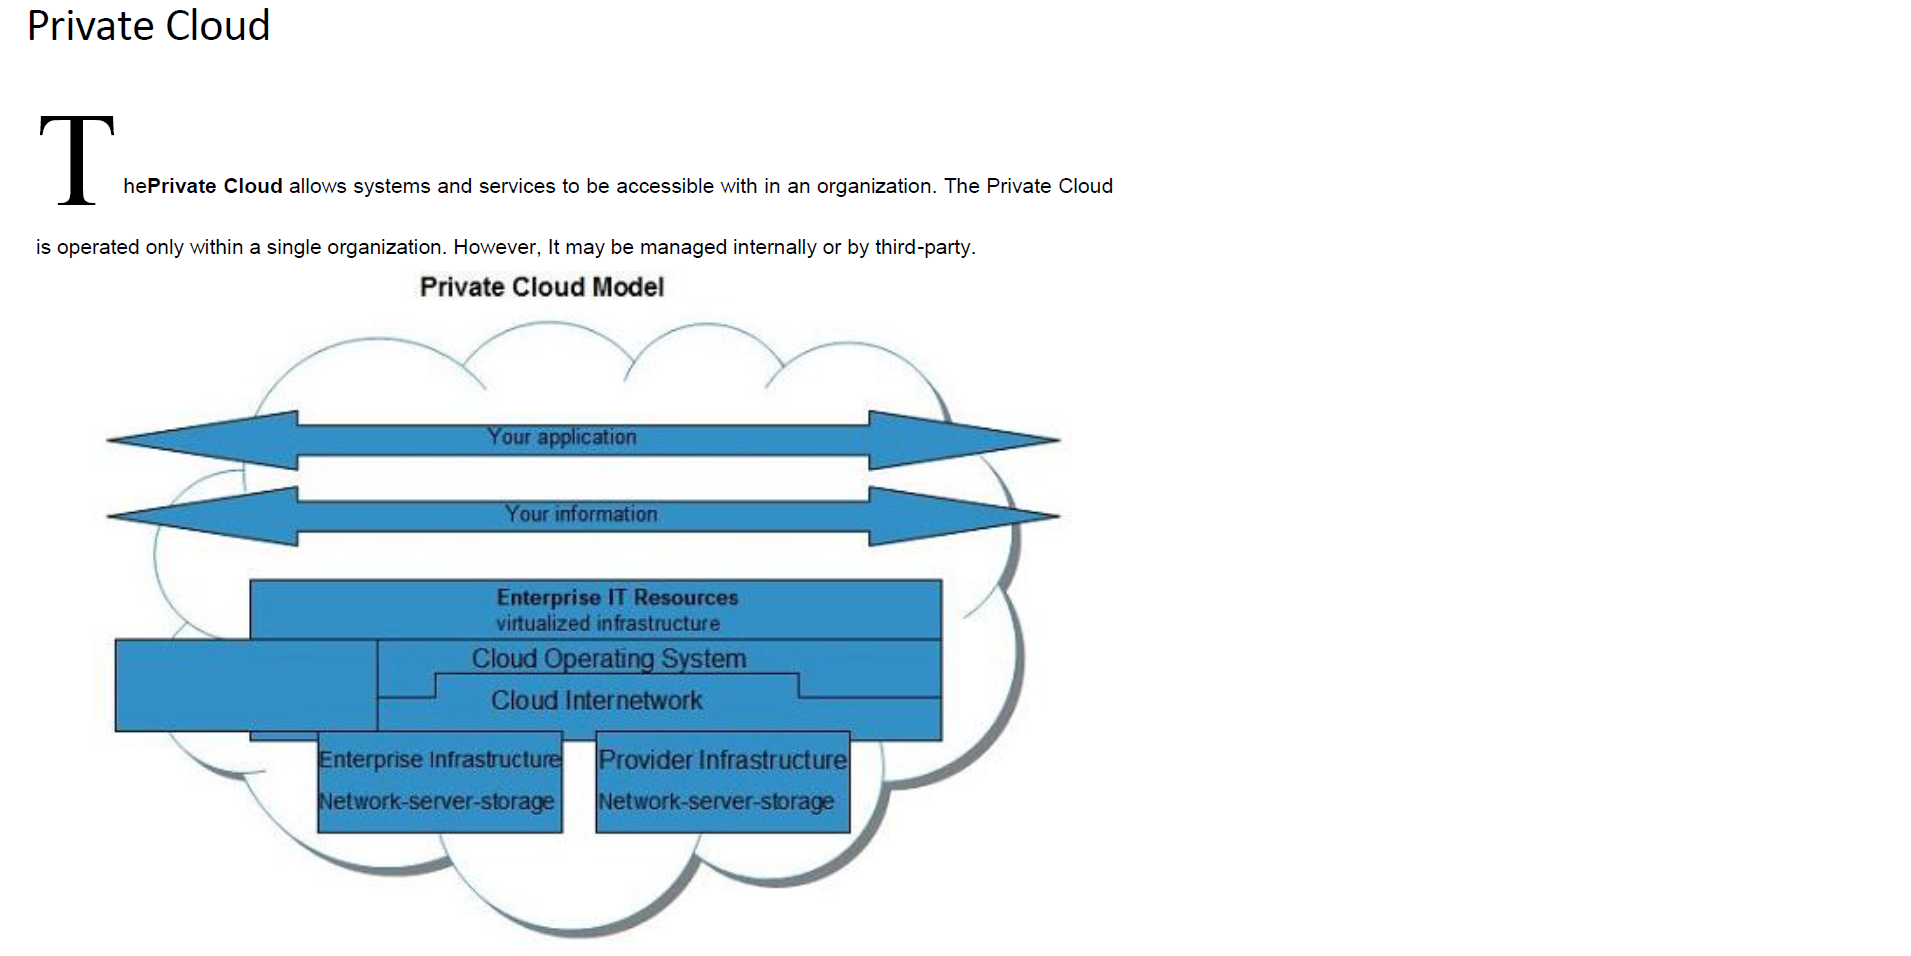 Private Cloud
ThePrivate Cloud allows systems and services to be accessible with in an organization. The Private Cloud
is operated only within a single organization. However, It may be managed internally or by third-party.
Private Cloud Model
Your application
Your information
Enterprise IT Resources
virtualized infrastructure
Cloud Operating System
Cloud Internetwork
Enterprise Infrastructure
Network-server-storage
Provider Infrastructure
Network-server-storage